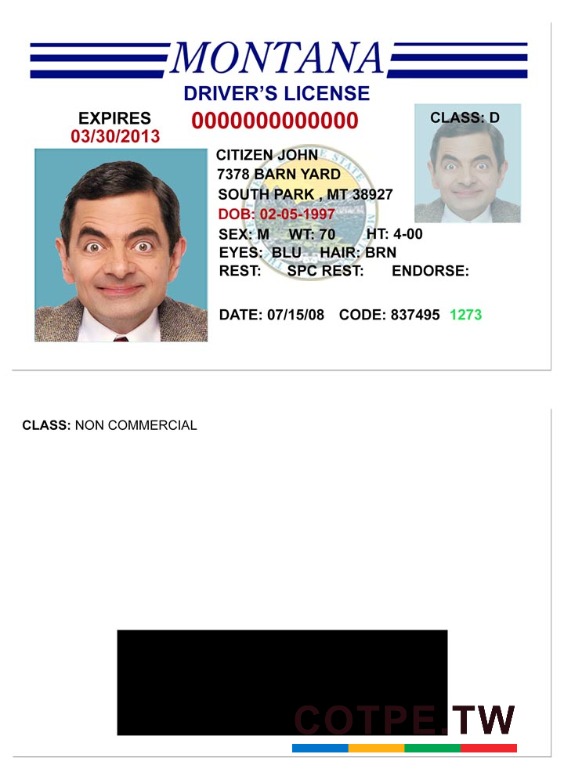 MONTANA
DRIVER'S LICENSE
EXPIRES
03/30/2013
0000000000000
CLASS: D
CITIZEN JOHN
7378 BARN YARD
SOUTH PARK , MT 38927
DOB: 02-05-1997
SEX: M WT: 70 HT: 4-00
EYES: BLU HAIR: BRN
REST: SPC REST: ENDORSE:
DATE: 07/15/08 CODE: 837495 1273
CLASS: NON COMMERCIAL
COTPE.TW